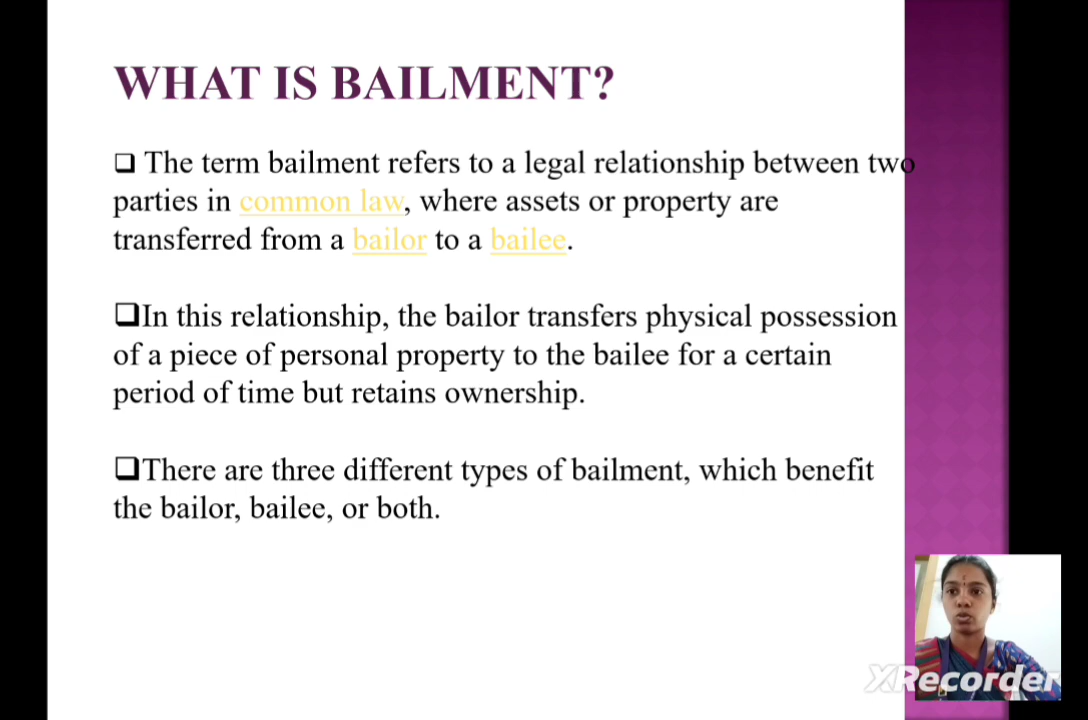 WHAT IS BAILMENT?
❑ The term bailment refers to a legal relationship between two
parties in common law, where assets or property are
transferred from a bailor to a bailee.
❑In this relationship, the bailor transfers physical possession
of a piece of personal property to the bailee for a certain
period of time but retains ownership.
❑There are three different types of bailment, which benefit
the bailor, bailee, or both.
XRecorder